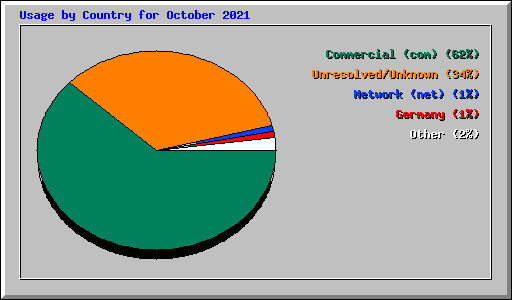 Usage by Country for October 2021
Commercial (com) (62%)
Unresolved/Unknown (34%)
Network (net) (1%)
Germany (1%)
Other (2%)